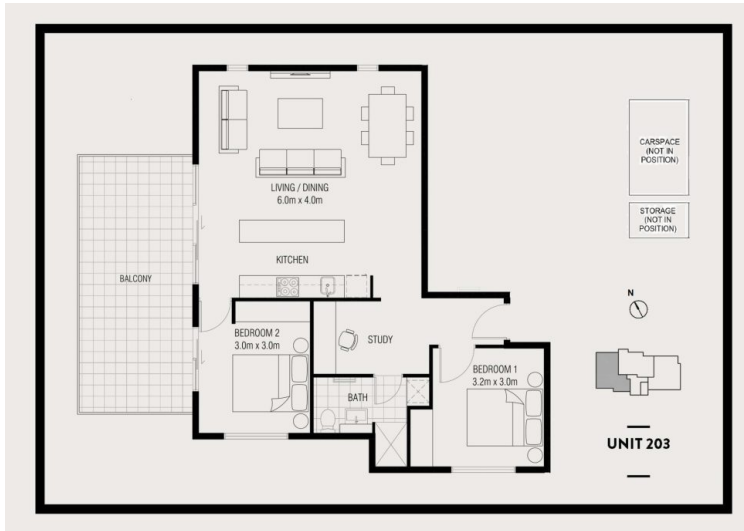 LIVING / DINING
6.0m x 4.0m
KITCHEN
BALCONY
BEDROOM 2
3.0m x 3.0m
STUDY
BATH
BEDROOM 1
3.2m x 3.0m
CARSPACE
(NOT IN
POSITION)
STORAGE
(NOT IN
POSITION)
N
UNIT 203